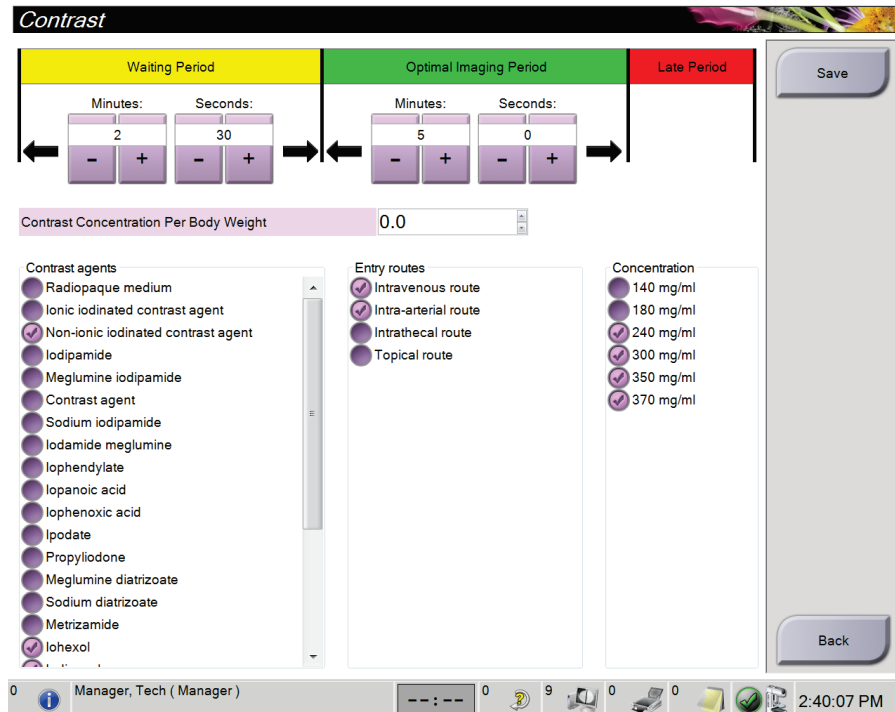 Contrast
Waiting Period
Optimal Imaging Period
Late Period
Save
Minutes:
Seconds:
Minutes:
Seconds:
2
30
5
0
- + - + - + - +
Contrast Concentration Per Body Weight
0.0
Contrast agents
Radiopaque medium
Ionic iodinated contrast agent
Non-ionic iodinated contrast agent
Iodipamide
Meglumine iodipamide
Contrast agent
Sodium iodipamide
Iodamide meglumine
Iophendylate
Iopanoic acid
Iophenoxic acid
Ipodate
Propyliodone
Meglumine diatrizoate
Sodium diatrizoate
Metrizamide
Iohexol
Entry routes
Intravenous route
Intra-arterial route
Intrathecal route
Topical route
Concentration
140 mg/ml
180 mg/ml
240 mg/ml
300 mg/ml
350 mg/ml
370 mg/ml
Back
0
Manager, Tech ( Manager )
--:--
0
9
0
0
2:40:07 PM